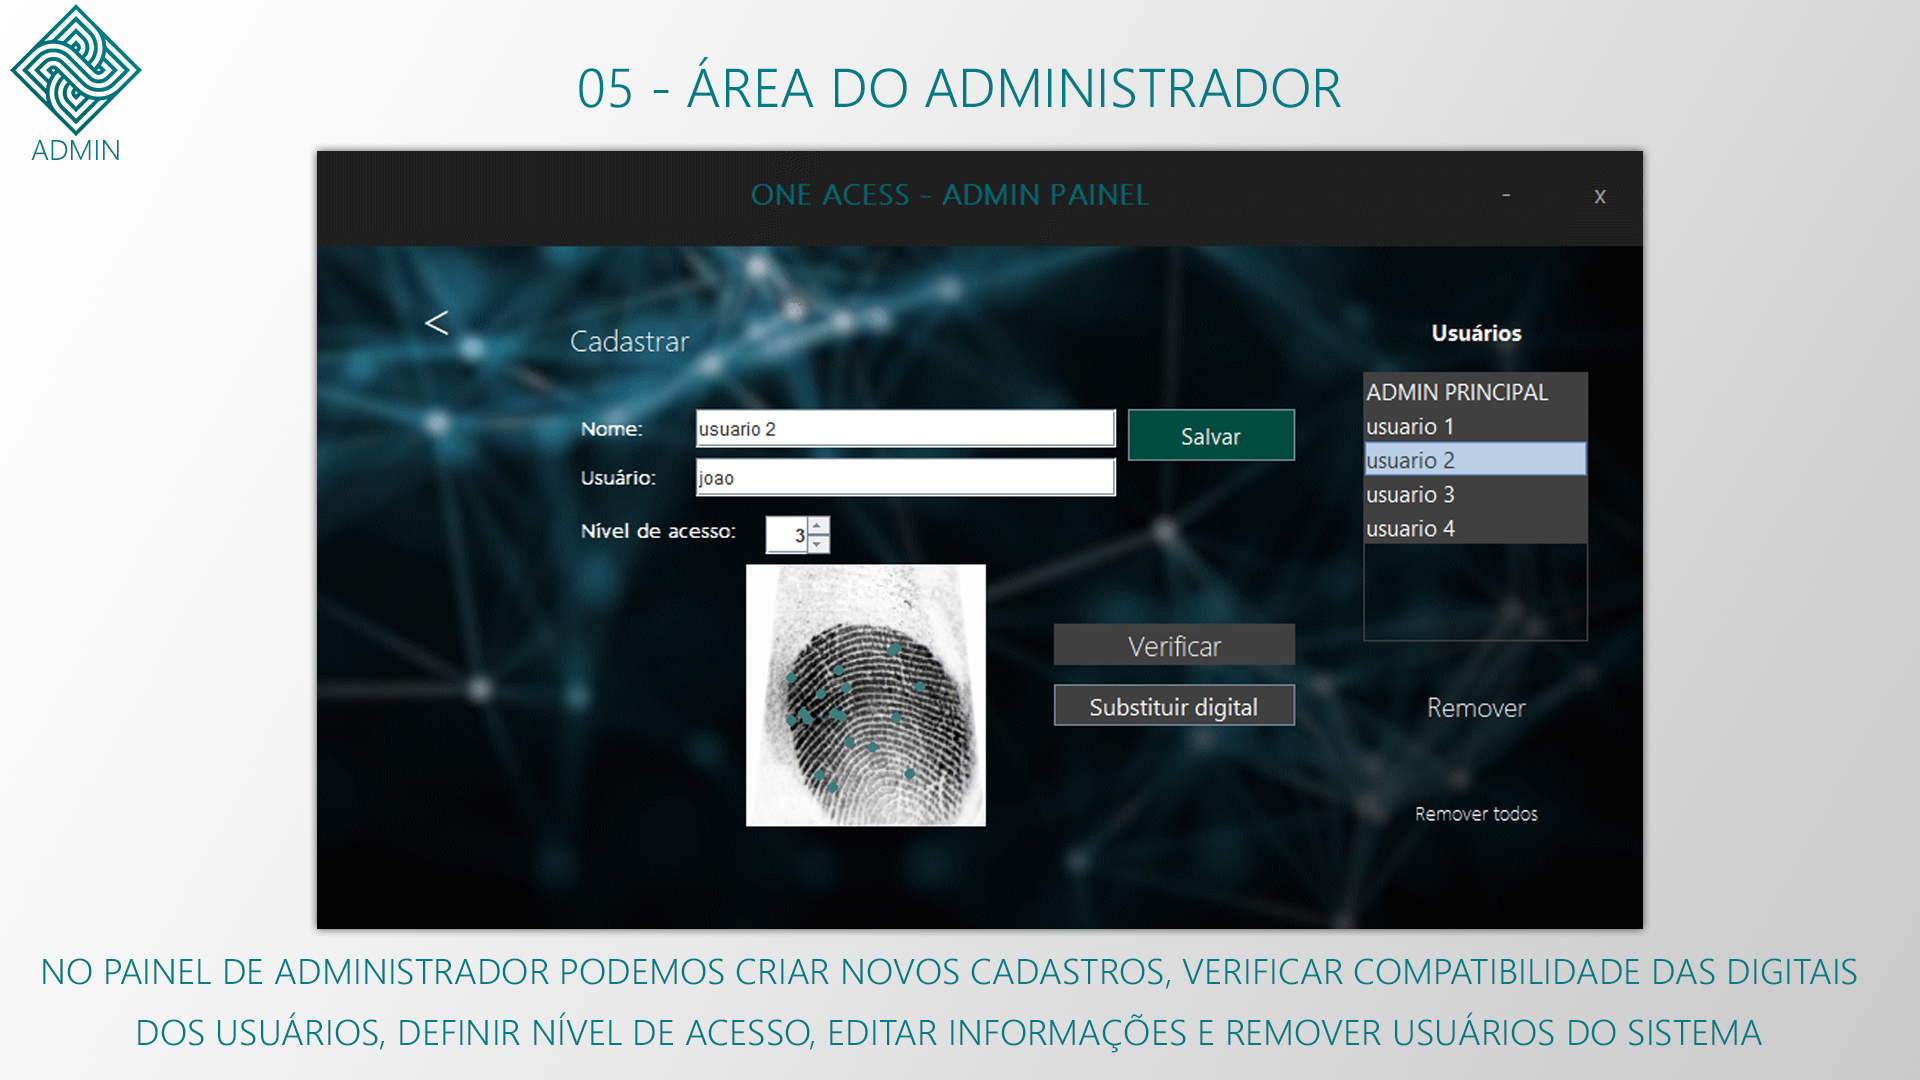 05 - ÁREA DO ADMINISTRADOR
ADMIN
ONE ACESS - ADMIN PAINEL
-
x
<
Cadastrar
Nome:
usuario 2
Salvar
Usuário:
joao
Nível de acesso:
3
Verificar
Substituir digital
Usuários
ADMIN PRINCIPAL
usuario 1
usuario 2
usuario 3
usuario 4
Remover
Remover todos
NO PAINEL DE ADMINISTRADOR PODEMOS CRIAR NOVOS CADASTROS, VERIFICAR COMPATIBILIDADE DAS DIGITAIS
DOS USUÁRIOS, DEFINIR NÍVEL DE ACESSO, EDITAR INFORMAÇÕES E REMOVER USUÁRIOS DO SISTEMA